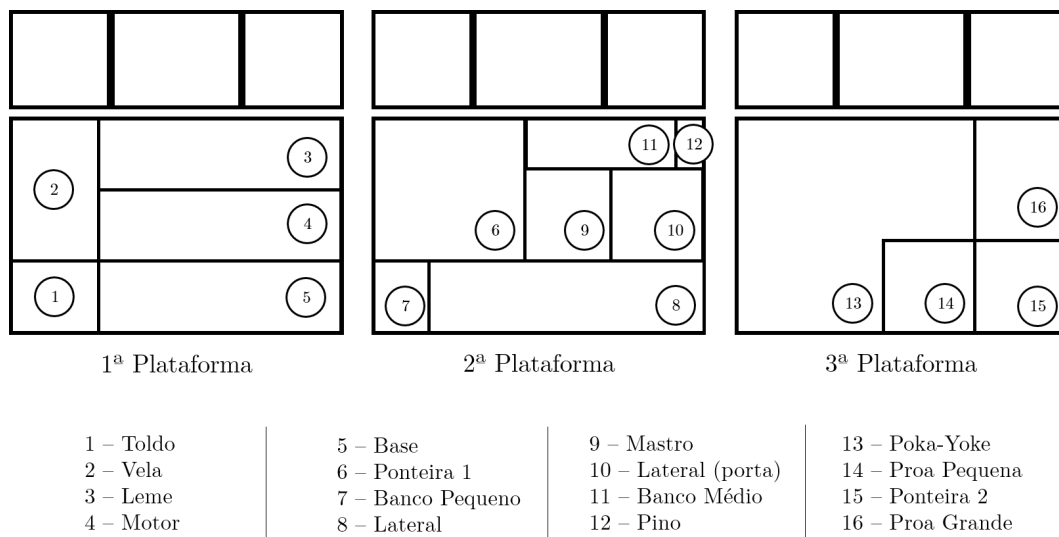 2
3
4
1
5
11
12
6
9
10
7
8
16
13
14
15
1ª Plataforma
2ª Plataforma
3ª Plataforma
1 – Toldo
2 – Vela
3 – Leme
4 – Motor
5 – Base
6 – Ponteira 1
7 – Banco Pequeno
8 – Lateral
9 – Mastro
10 – Lateral (porta)
11 – Banco Médio
12 – Pino
13 – Poka-Yoke
14 – Proa Pequena
15 – Ponteira 2
16 – Proa Grande